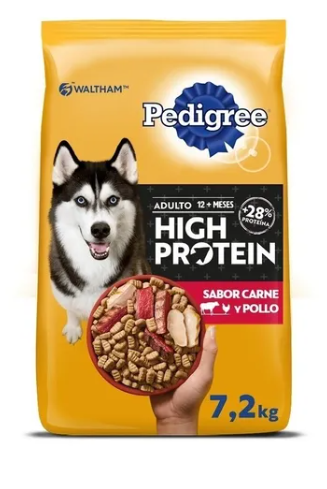 WALTHAM™
Pedigree
ADULTO 12 + MESES
+28%
PROTEÍNA
HIGH
PROTEIN
SABOR CARNE
Y POLLO
7,2kg